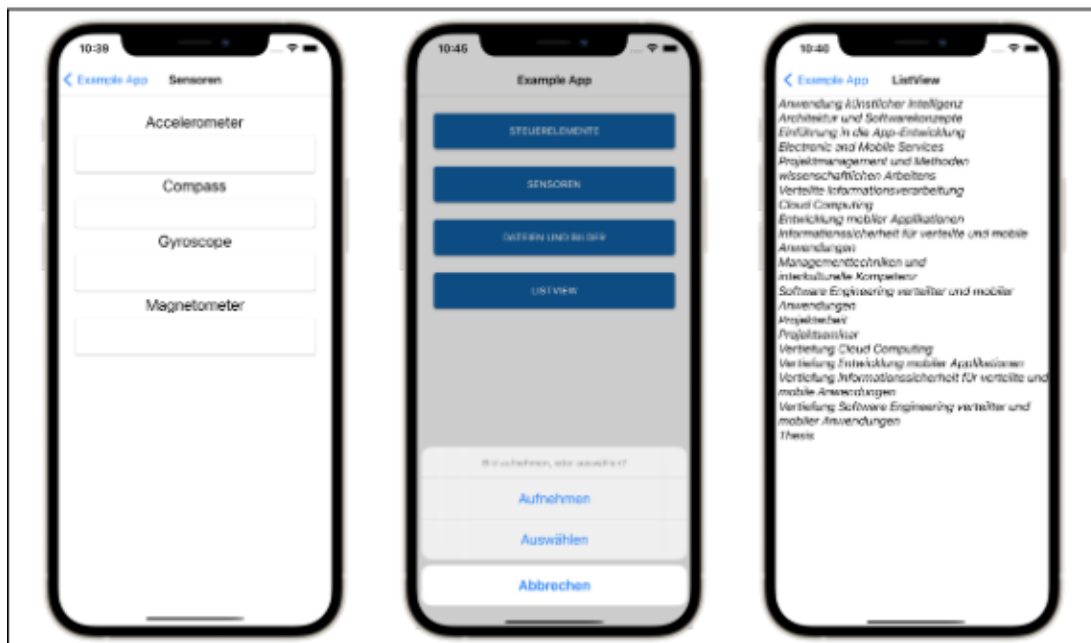 10:39
Example App
Sensoren
Accelerometer
Compass
Gyroscope
Magnetometer
10:45
Example App
STEUERELEMENTE
SENSOREN
DATEIEN UND BILDER
LISTVIEW
Bild aufnehmen, oder auswählen?
Aufnehmen
Auswählen
Abbrechen
10:40
Example App
ListView
Anwendung künstlicher Intelligenz
Architektur und Softwarekonzepte
Einführung in die App-Entwicklung
Electronic and Mobile Services
Projektmanagement und Methoden
wissenschaftlichen Arbeitens
Verteilte Informationsverarbeitung
Cloud Computing
Entwicklung mobiler Applikationen
Informationssicherheit für verteilte und mobile
Anwendungen
Managementtechniken und
interkulturelle Kompetenz
Software Engineering verteilter und mobiler
Anwendungen
Projektarbeit
Projektseminar
Vertiefung Cloud Computing
Vertiefung Entwicklung mobiler Applikationen
Vertiefung Informationssicherheit für verteilte und
mobile Anwendungen
Vertiefung Software Engineering verteilter und
mobiler Anwendungen
Thesis